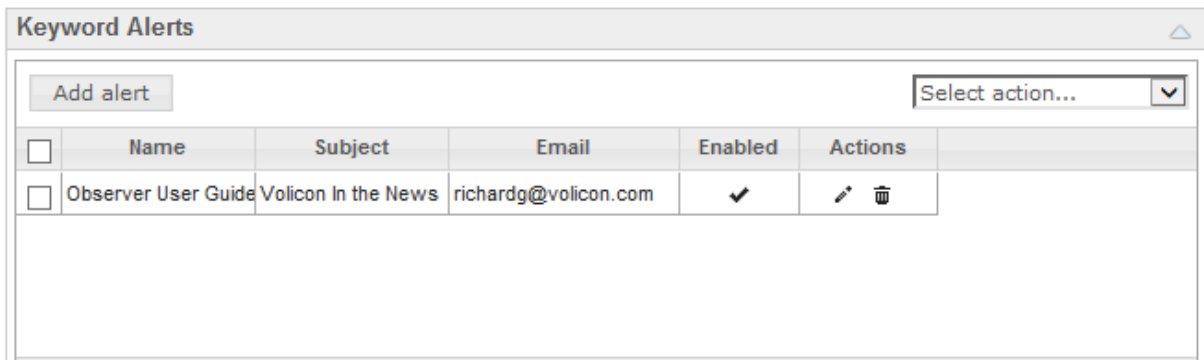 Keyword Alerts
Add alert Select action...
Name Subject Email Enabled Actions
Observer User Guide Volicon In the News richardg@volicon.com